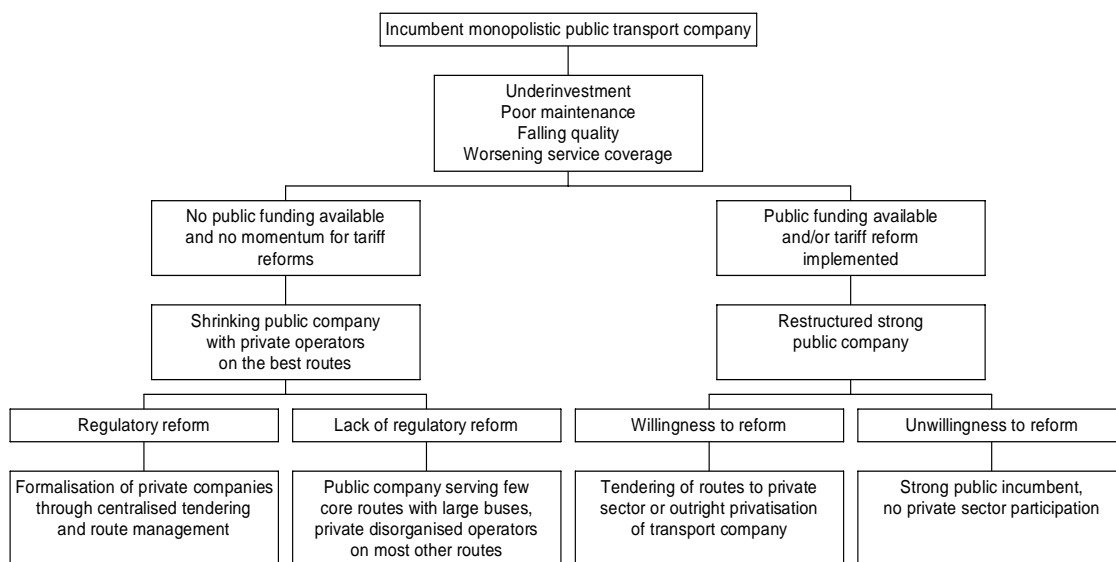 Incumbent monopolistic public transport company
Underinvestment
Poor maintenance
Falling quality
Worsening service coverage
No public funding available
and no momentum for tariff
reforms
Public funding available
and/or tariff reform
implemented
Shrinking public company
with private operators
on the best routes
Restructured strong
public company
Regulatory reform
Lack of regulatory reform
Willingness to reform
Unwillingness to reform
Formalisation of private companies
through centralised tendering
and route management
Public company serving few
core routes with large buses,
private disorganised operators
on most other routes
Tendering of routes to private
sector or outright privatisation
of transport company
Strong public incumbent,
no private sector participation